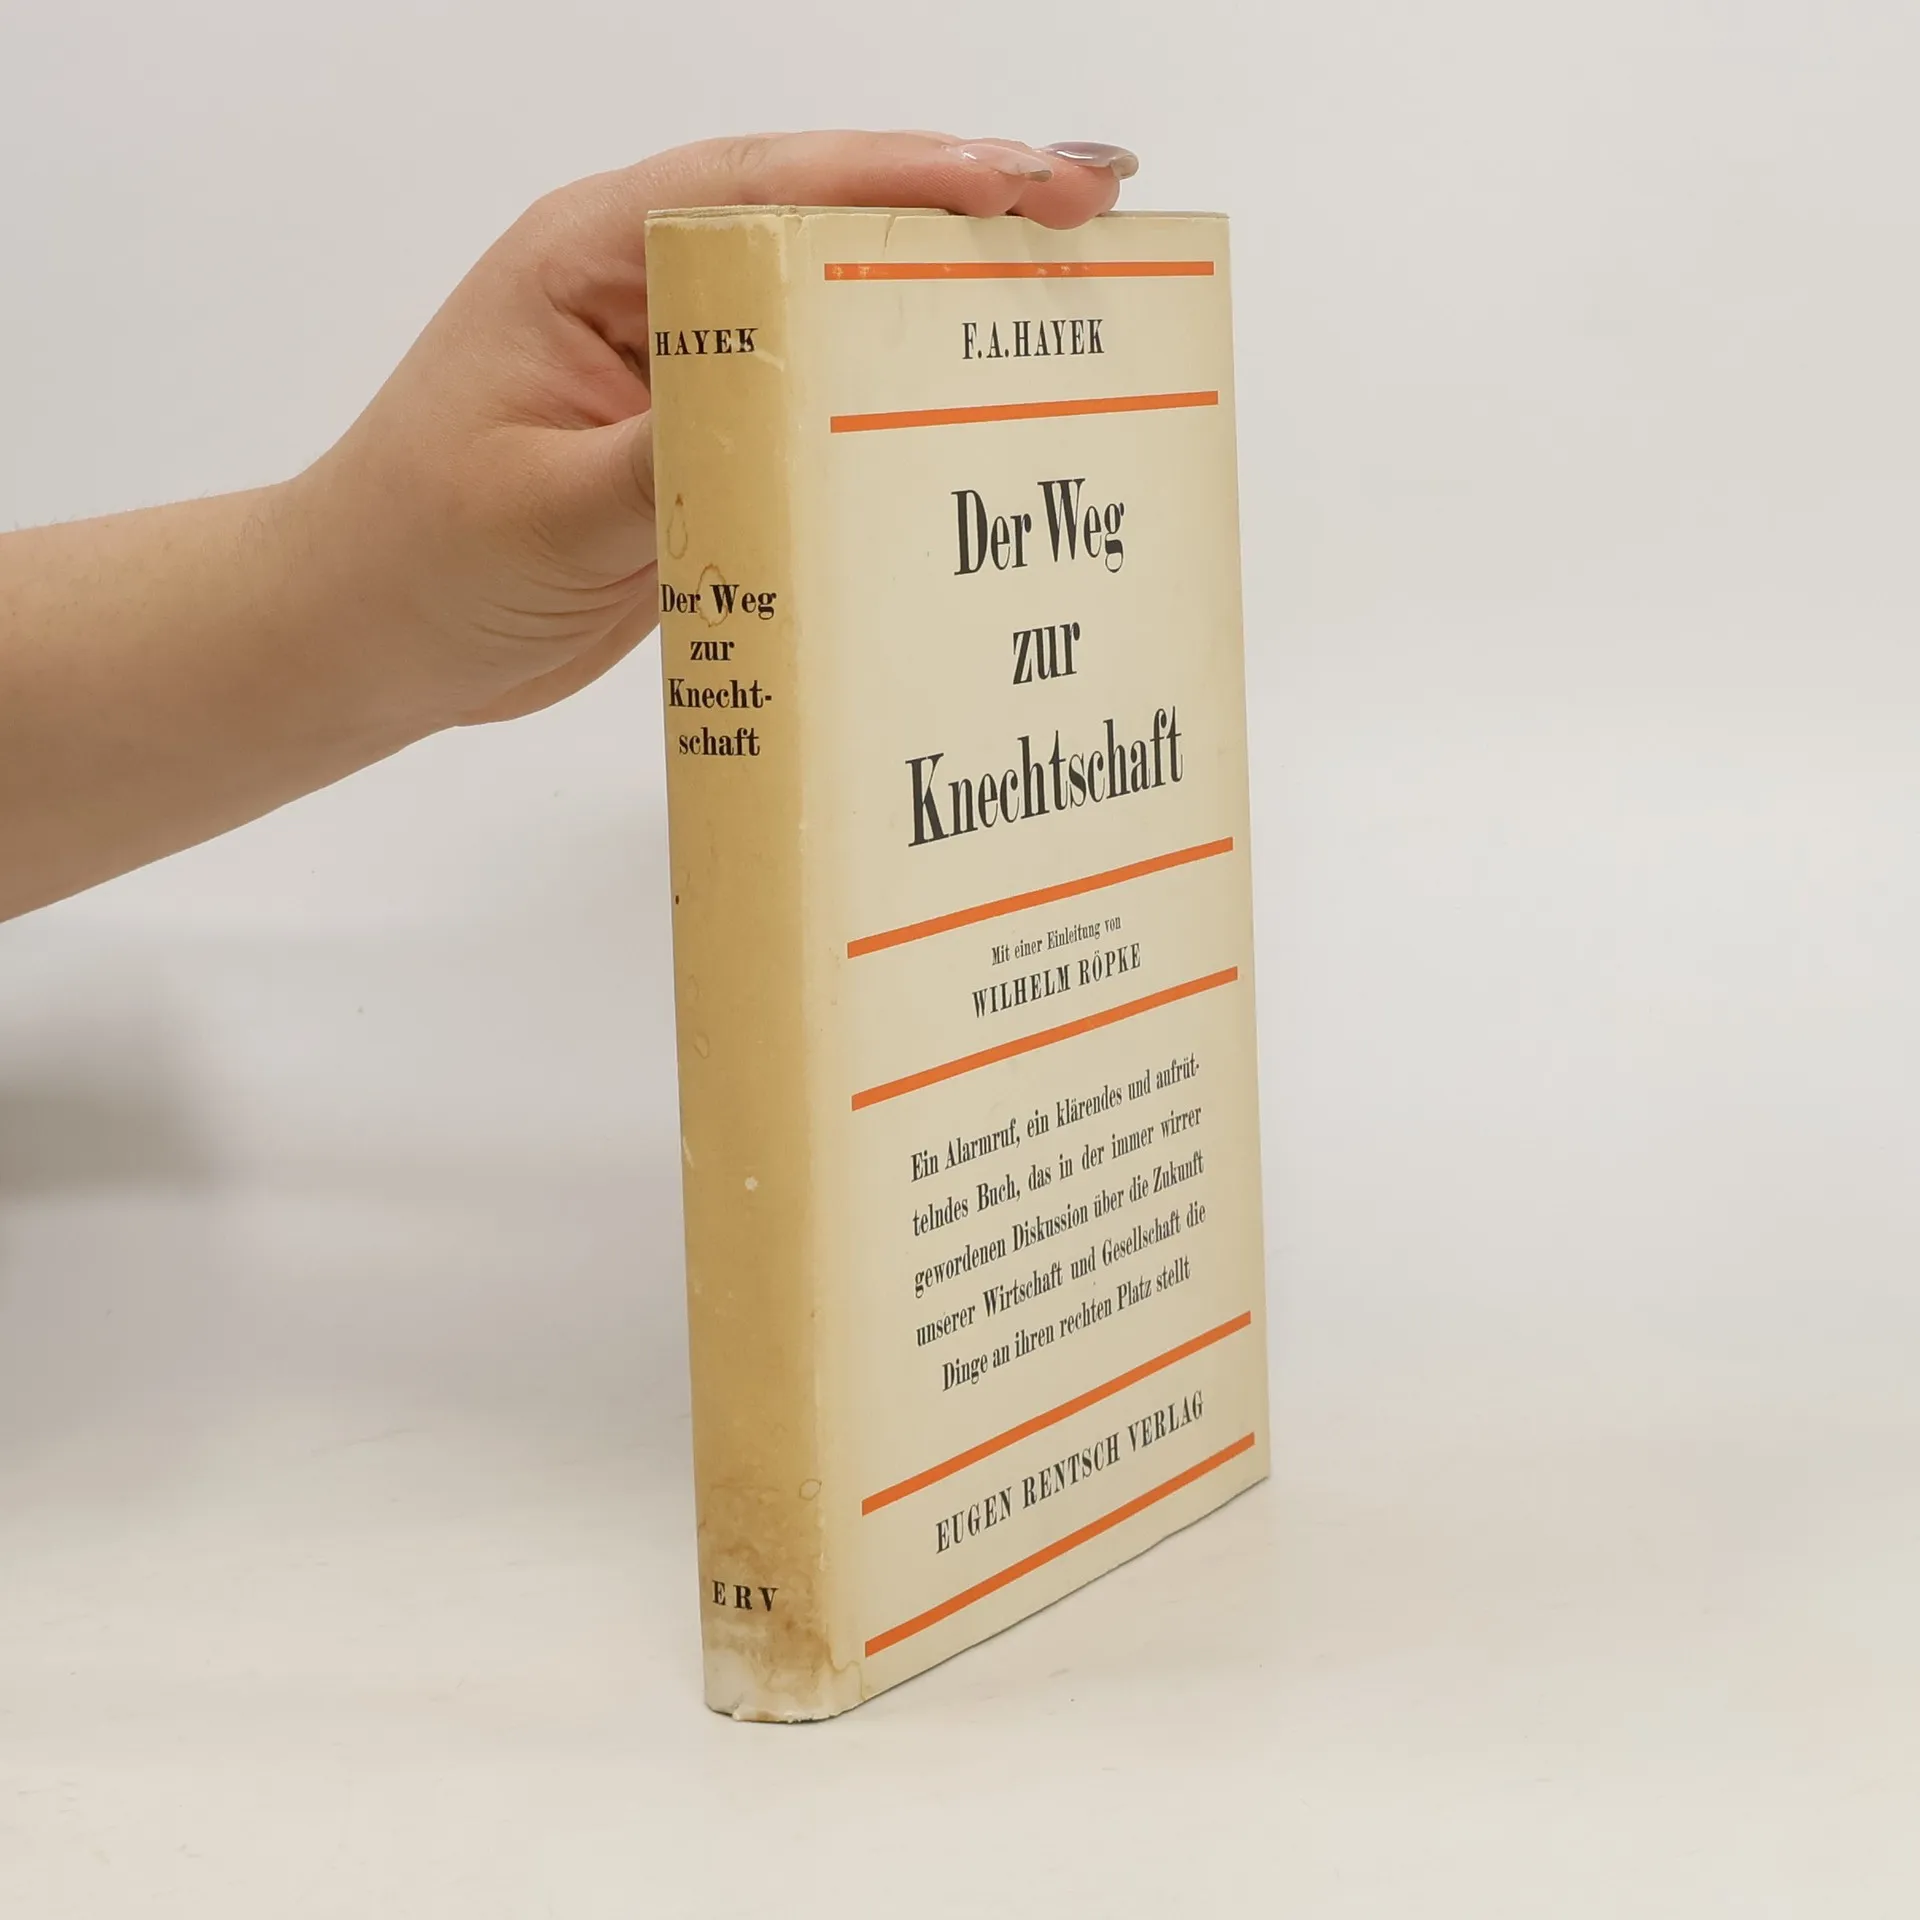 HAYEK
Der Weg
zur
Knecht-
schaft
ERV
F. A. HAYEK
Der Weg
zur
Knechtschaft
Mit einer Einleitung von
WILHELM RÖPKE
Ein Alarmruf, ein klärendes und aufrüt-
telndes Buch, das in der immer wirrer
gewordenen Diskussion über die Zukunft
unserer Wirtschaft und Gesellschaft die
Dinge an ihren rechten Platz stellt
EUGEN RENTSCH VERLAG